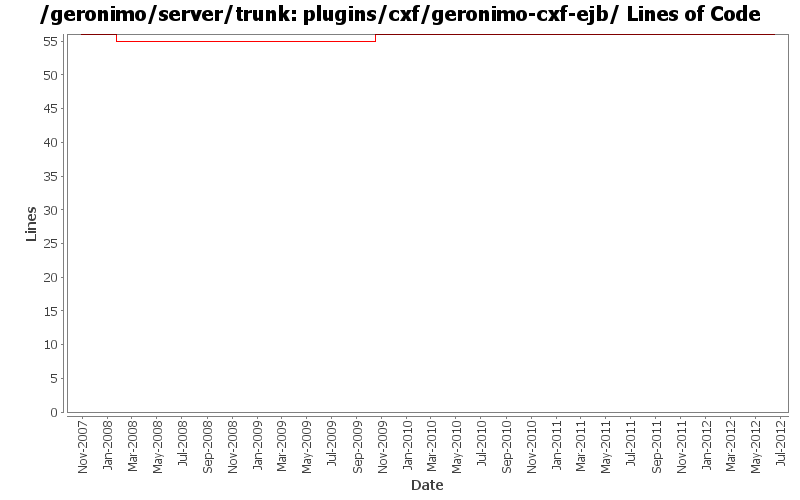 /geronimo/server/trunk: plugins/cxf/geronimo-cxf-ejb/ Lines of Code
Lines
55
50
45
40
35
30
25
20
15
10
5
0
Nov-2007
Jan-2008
Mar-2008
May-2008
Jul-2008
Sep-2008
Nov-2008
Jan-2009
Mar-2009
May-2009
Jul-2009
Sep-2009
Nov-2009
Jan-2010
Mar-2010
May-2010
Jul-2010
Sep-2010
Nov-2010
Jan-2011
Mar-2011
May-2011
Jul-2011
Sep-2011
Nov-2011
Jan-2012
Mar-2012
May-2012
Jul-2012
Date